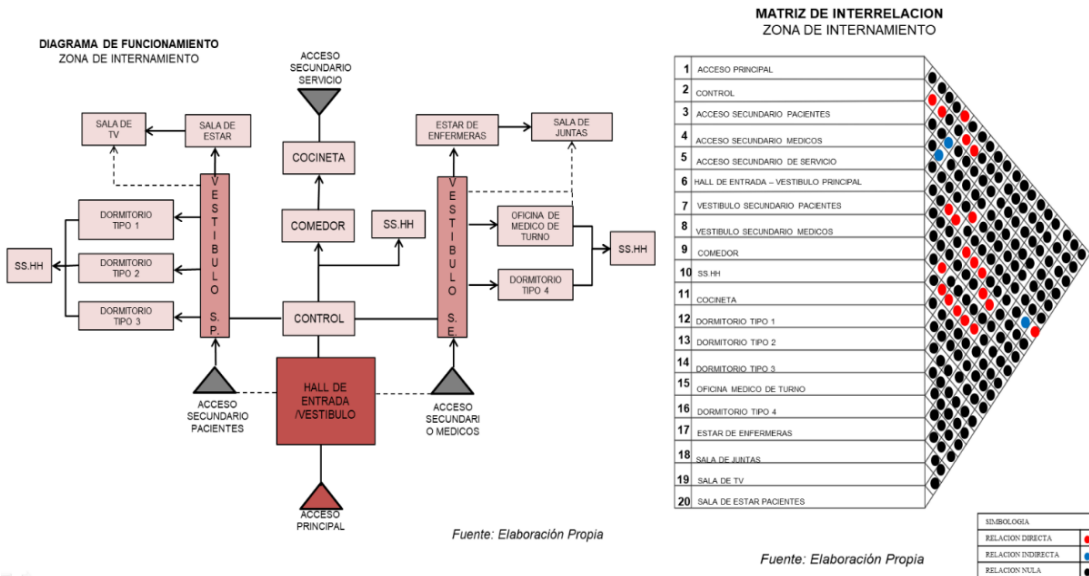 DIAGRAMA DE FUNCIONAMIENTO
ZONA DE INTERNAMIENTO
ACCESO
SECUNDARIO
SERVICIO
SALA DE
TV
SALA DE
ESTAR
ESTAR DE
ENFERMERAS
SALA DE
JUNTAS
COCINETA
VESTIBULO S.P.
VESTIBULO S.E.
DORMITORIO
TIPO 1
COMEDOR
SS.HH
OFICINA DE
MEDICO DE
TURNO
SS.HH
DORMITORIO
TIPO 2
SS.HH
DORMITORIO
TIPO 4
DORMITORIO
TIPO 3
CONTROL
HALL DE
ENTRADA
/VESTIBULO
ACCESO
SECUNDARIO
PACIENTES
ACCESO
SECUNDARI
O MEDICOS
ACCESO
PRINCIPAL
Fuente: Elaboración Propia
MATRIZ DE INTERRELACION
ZONA DE INTERNAMIENTO
1 ACCESO PRINCIPAL
2 CONTROL
3 ACCESO SECUNDARIO PACIENTES
4 ACCESO SECUNDARIO MEDICOS
5 ACCESO SECUNDARIO DE SERVICIO
6 HALL DE ENTRADA – VESTIBULO PRINCIPAL
7 VESTIBULO SECUNDARIO PACIENTES
8 VESTIBULO SECUNDARIO MEDICOS
9 COMEDOR
10 SS.HH
11 COCINETA
12 DORMITORIO TIPO 1
13 DORMITORIO TIPO 2
14 DORMITORIO TIPO 3
15 OFICINA MEDICO DE TURNO
16 DORMITORIO TIPO 4
17 ESTAR DE ENFERMERAS
18 SALA DE JUNTAS
19 SALA DE TV
20 SALA DE ESTAR PACIENTES
Fuente: Elaboración Propia
SIMBOLOGIA
RELACION DIRECTA
RELACION INDIRECTA
RELACION NULA